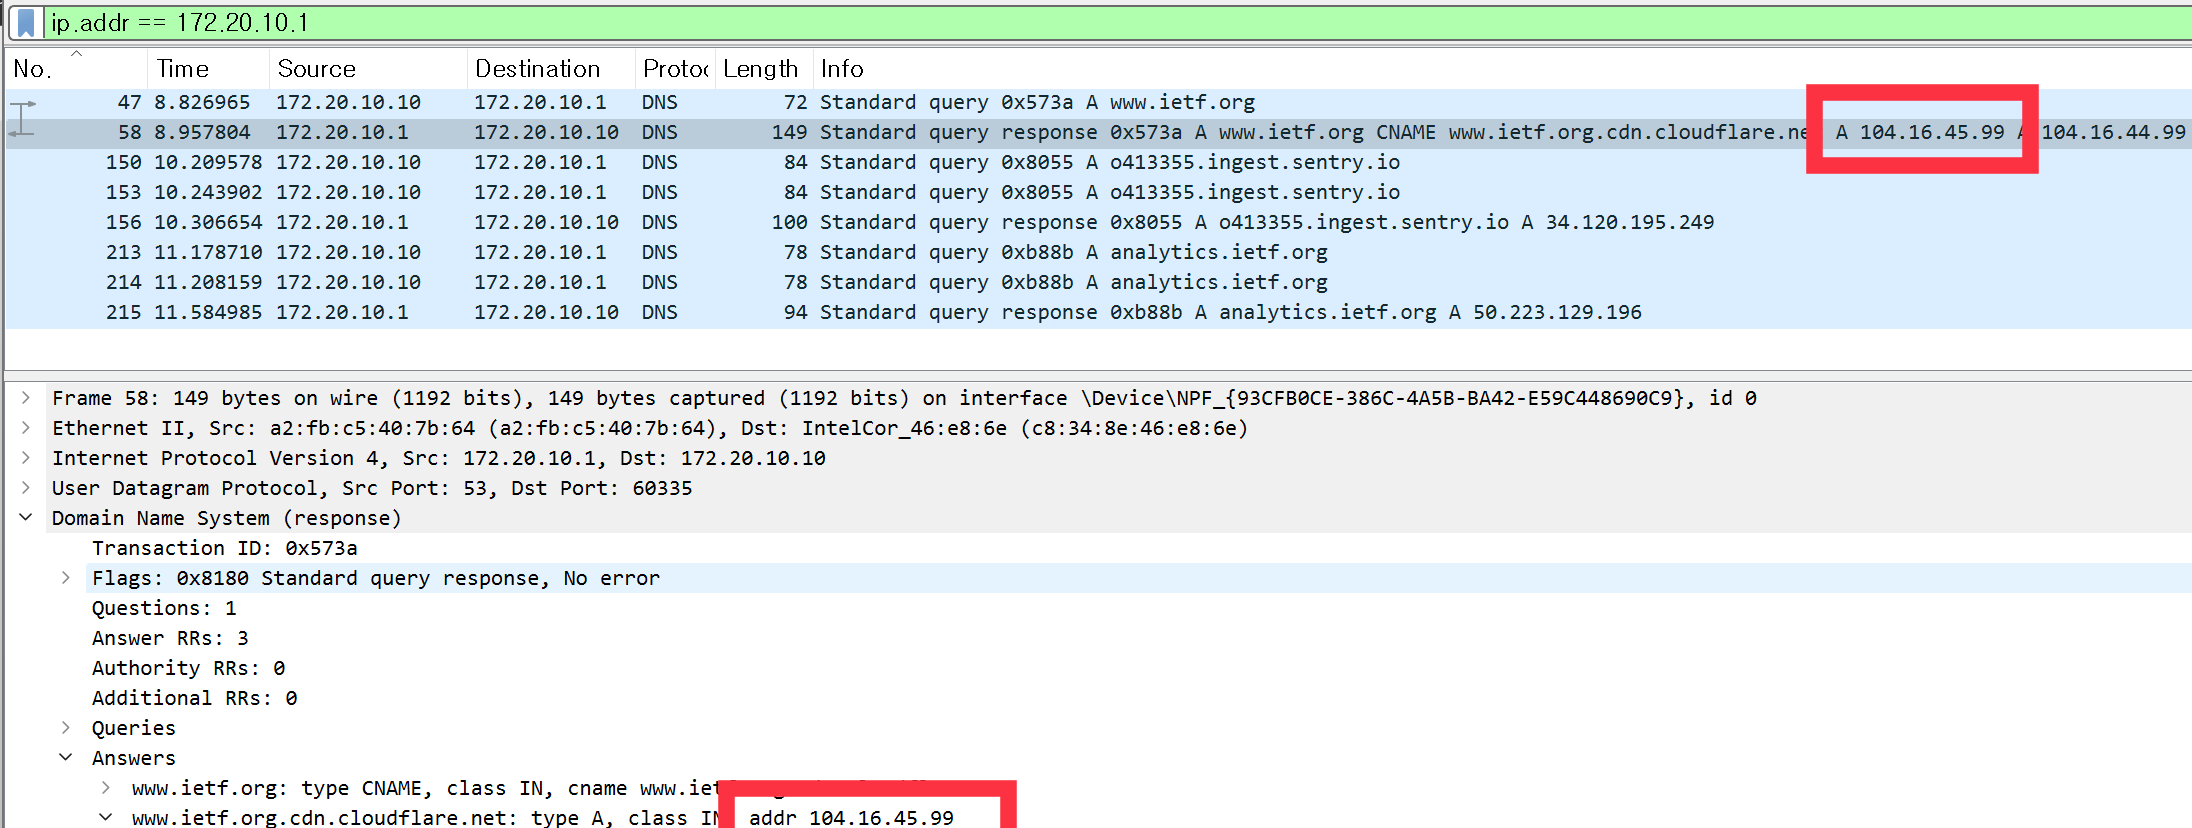 ip.addr == 172.20.10.1
No. Time Source Destination Protoc Length Info
47 8.826965 172.20.10.10 172.20.10.1 DNS 72 Standard query 0x573a A www.ietf.org
58 8.957804 172.20.10.1 172.20.10.10 DNS 149 Standard query response 0x573a A www.ietf.org CNAME www.ietf.org.cdn.cloudflare.ne A 104.16.45.99 A 104.16.44.99
150 10.209578 172.20.10.10 172.20.10.1 DNS 84 Standard query 0x8055 A o413355.ingest.sentry.io
153 10.243902 172.20.10.10 172.20.10.1 DNS 84 Standard query 0x8055 A o413355.ingest.sentry.io
156 10.306654 172.20.10.1 172.20.10.10 DNS 100 Standard query response 0x8055 A o413355.ingest.sentry.io A 34.120.195.249
213 11.178710 172.20.10.10 172.20.10.1 DNS 78 Standard query 0xb88b A analytics.ietf.org
214 11.208159 172.20.10.10 172.20.10.1 DNS 78 Standard query 0xb88b A analytics.ietf.org
215 11.584985 172.20.10.1 172.20.10.10 DNS 94 Standard query response 0xb88b A analytics.ietf.org A 50.223.129.196
Frame 58: 149 bytes on wire (1192 bits), 149 bytes captured (1192 bits) on interface \Device\NPF_{93CFB0CE-386C-4A5B-BA42-E59C448690C9}, id 0
Ethernet II, Src: a2:fb:c5:40:7b:64 (a2:fb:c5:40:7b:64), Dst: IntelCor_46:e8:6e (c8:34:8e:46:e8:6e)
Internet Protocol Version 4, Src: 172.20.10.1, Dst: 172.20.10.10
User Datagram Protocol, Src Port: 53, Dst Port: 60335
Domain Name System (response)
Transaction ID: 0x573a
Flags: 0x8180 Standard query response, No error
Questions: 1
Answer RRs: 3
Authority RRs: 0
Additional RRs: 0
Queries
Answers
www.ietf.org: type CNAME, class IN, cname www.iet
www.ietf.org.cdn.cloudflare.net: type A, class IN addr 104.16.45.99